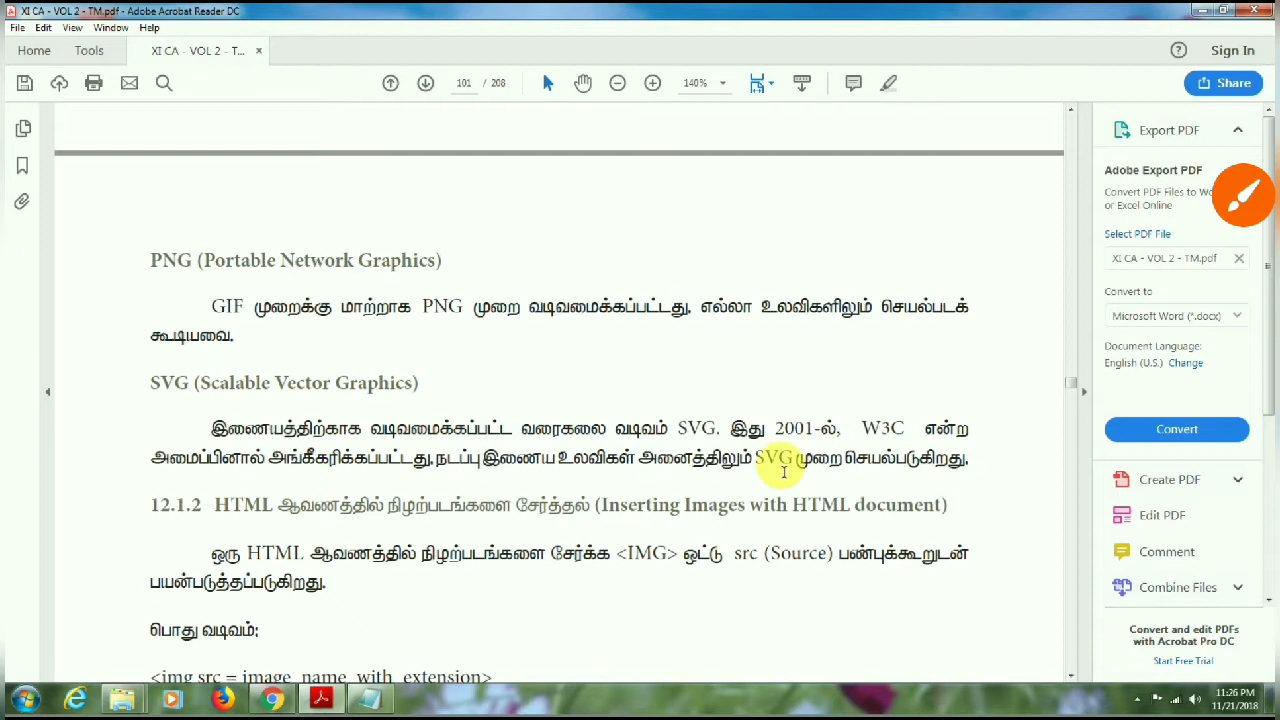 XI CA - VOL 2 - TM.pdf - Adobe Acrobat Reader DC
File Edit View Window Help
Home Tools XI CA - VOL 2 - T... × Sign In
101 / 208 140% Share
Export PDF
Adobe Export PDF
Convert PDF Files to Wo
or Excel Online
Select PDF File
XI CA - VOL 2 - TM.pdf
Convert to
Microsoft Word (*.docx)
Document Language:
English (U.S.) Change
Convert
Create PDF
Edit PDF
Comment
Combine Files
Convert and edit PDFs
with Acrobat Pro DC
Start Free Trial
PNG (Portable Network Graphics)
GIF முறைக்கு மாற்றாக PNG முறை வடிவமைக்கப்பட்டது. எல்லா உலவிகளிலும் செயல்படக்
கூடியவை.
SVG (Scalable Vector Graphics)
இணையத்திற்காக வடிவமைக்கப்பட்ட வரைகலை வடிவம் SVG. இது 2001-ல், W3C என்ற
அமைப்பினால் அங்கீகரிக்கப்பட்டது. நடப்பு இணைய உலவிகள் அனைத்திலும் SVG முறை செயல்படுகிறது.
12.1.2 HTML ஆவணத்தில் நிழற்படங்களை சேர்த்தல் (Inserting Images with HTML document)
ஒரு HTML ஆவணத்தில் நிழற்படங்களை சேர்க்க <IMG> ஒட்டு src (Source) பண்புக்கூறுடன்
பயன்படுத்தப்படுகிறது.
பொது வடிவம்:
<img src = image_name_with_extension>
11:26 PM
11/21/2018